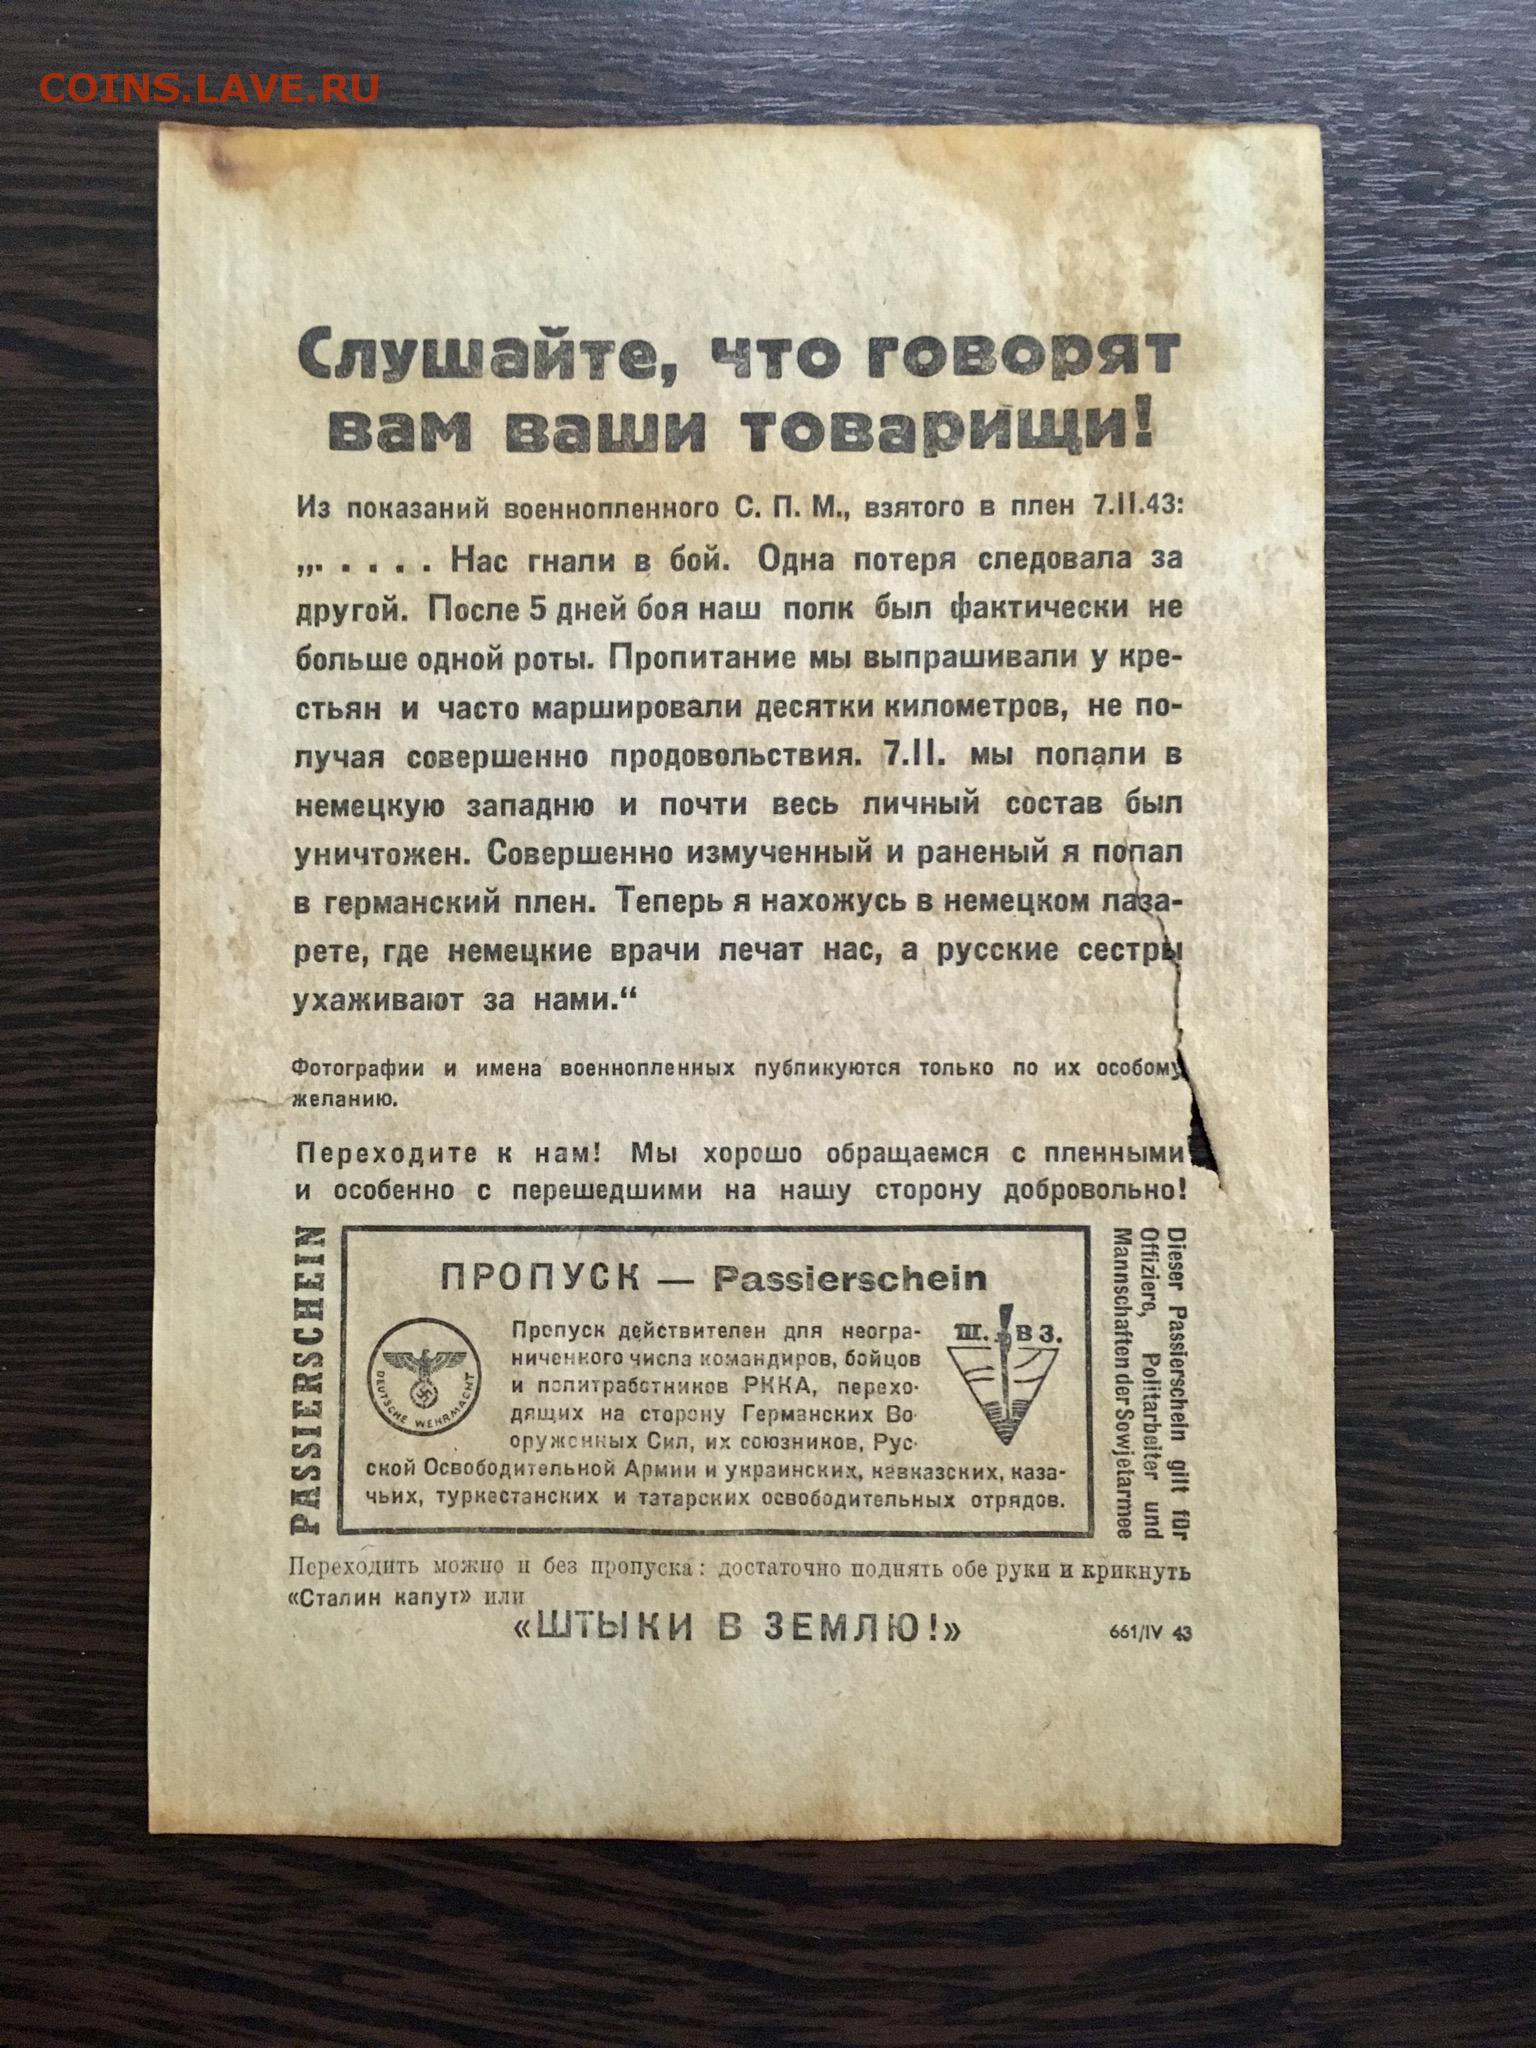 COINS.LAVE.RU
Слушайте, что говорят
вам ваши товарищи!
Из показаний военнопленного С. П. М., взятого в плен 7.II.43:
„. . . . . Нас гнали в бой. Одна потеря следовала за
другой. После 5 дней боя наш полк был фактически не
больше одной роты. Пропитание мы выпрашивали у кре-
стьян и часто маршировали десятки километров, не по-
лучая совершенно продовольствия. 7.II. мы попали в
немецкую западню и почти весь личный состав был
уничтожен. Совершенно измученный и раненый я попал
в германский плен. Теперь я нахожусь в немецком лаза-
рете, где немецкие врачи лечат нас, а русские сестры
ухаживают за нами.“
Фотографии и имена военнопленных публикуются только по их особому
желанию.
Переходите к нам! Мы хорошо обращаемся с пленными
и особенно с перешедшими на нашу сторону добровольно!
PASSIERSCHEIN
ПРОПУСК — Passierschein
Пропуск действителен для неогра-
ниченного числа командиров, бойцов
и политработников РККА, перехо-
дящих на сторону Германских Во-
оруженных Сил, их союзников, Рус-
ской Освободительной Армии и украинских, кавказских, каза-
чьих, туркестанских и татарских освободительных отрядов.
DEUTSCHE WEHRMACHT
Ш. В З.
Dieser Passierschein gilt für
Offiziere, Politarbeiter und
Mannschaften der Sowjetarmee
Переходить можно и без пропуска: достаточно поднять обе руки и крикнуть
«Сталин капут» или
«ШТЫКИ В ЗЕМЛЮ!»
661/IV 43